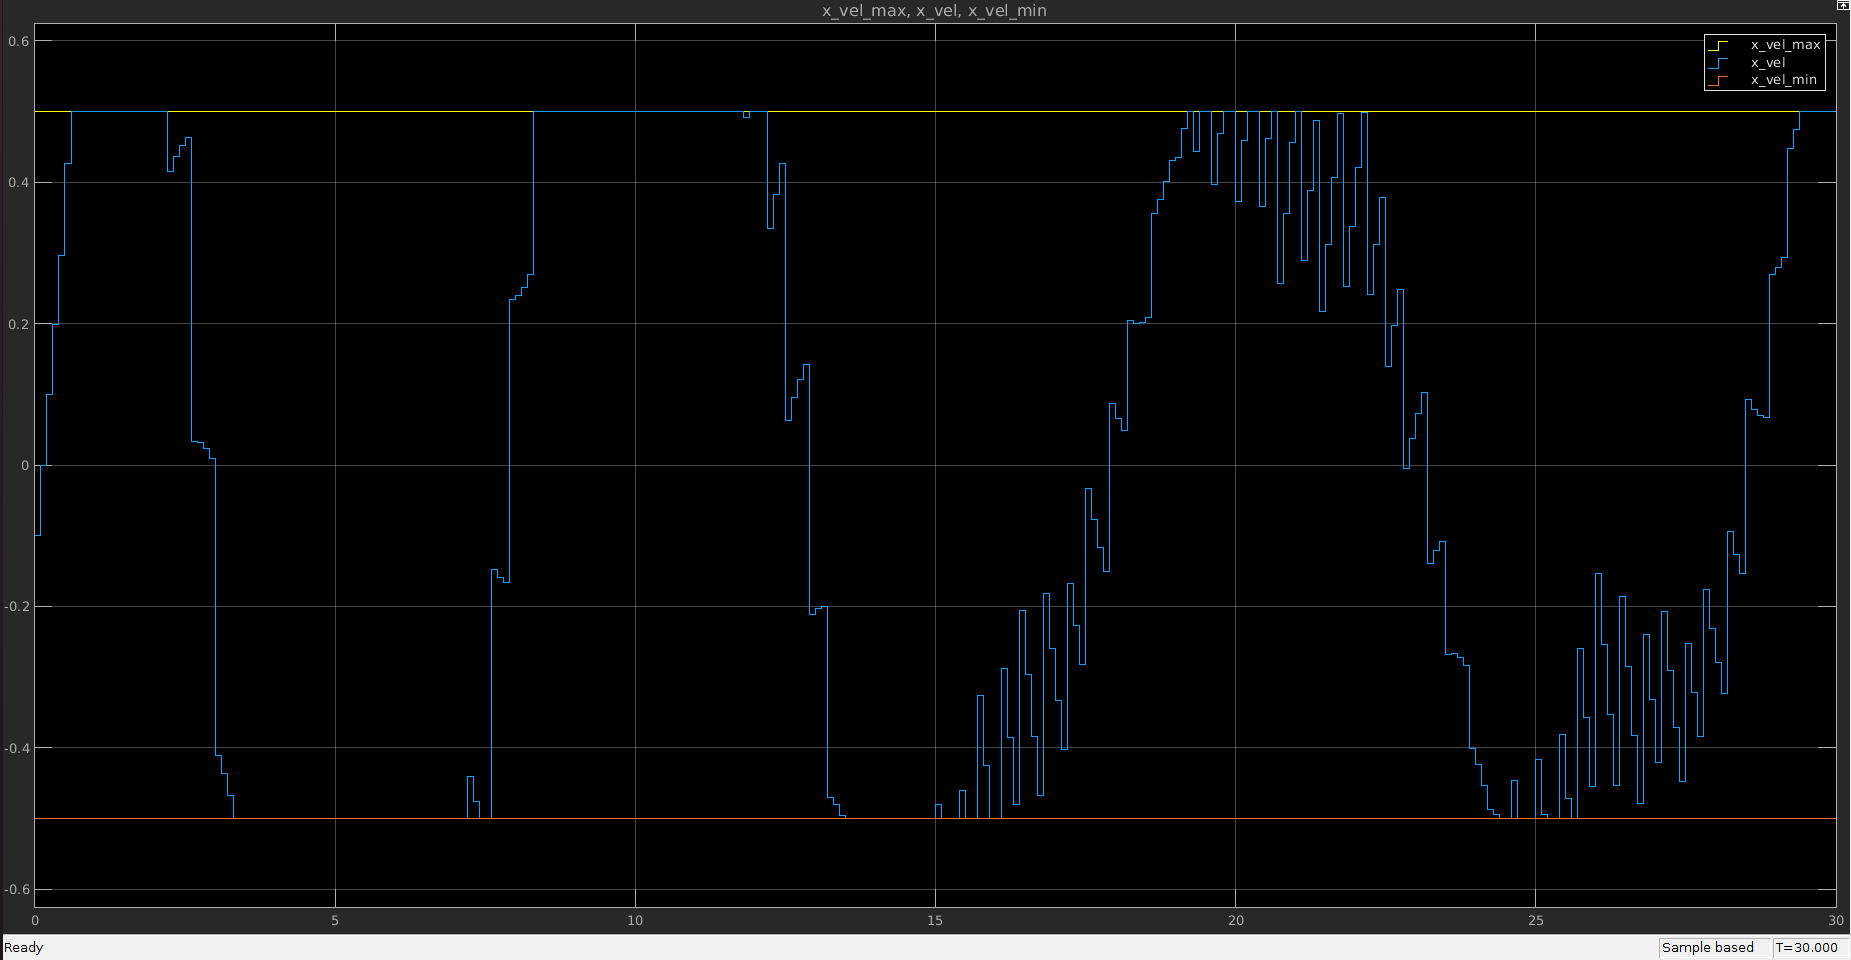 x_vel_max, x_vel, x_vel_min
0.6
x_vel_max
x_vel
x_vel_min
0.4
0.2
0
-0.2
-0.4
-0.6
0 5 10 15 20 25 30
Ready Sample based T=30.000